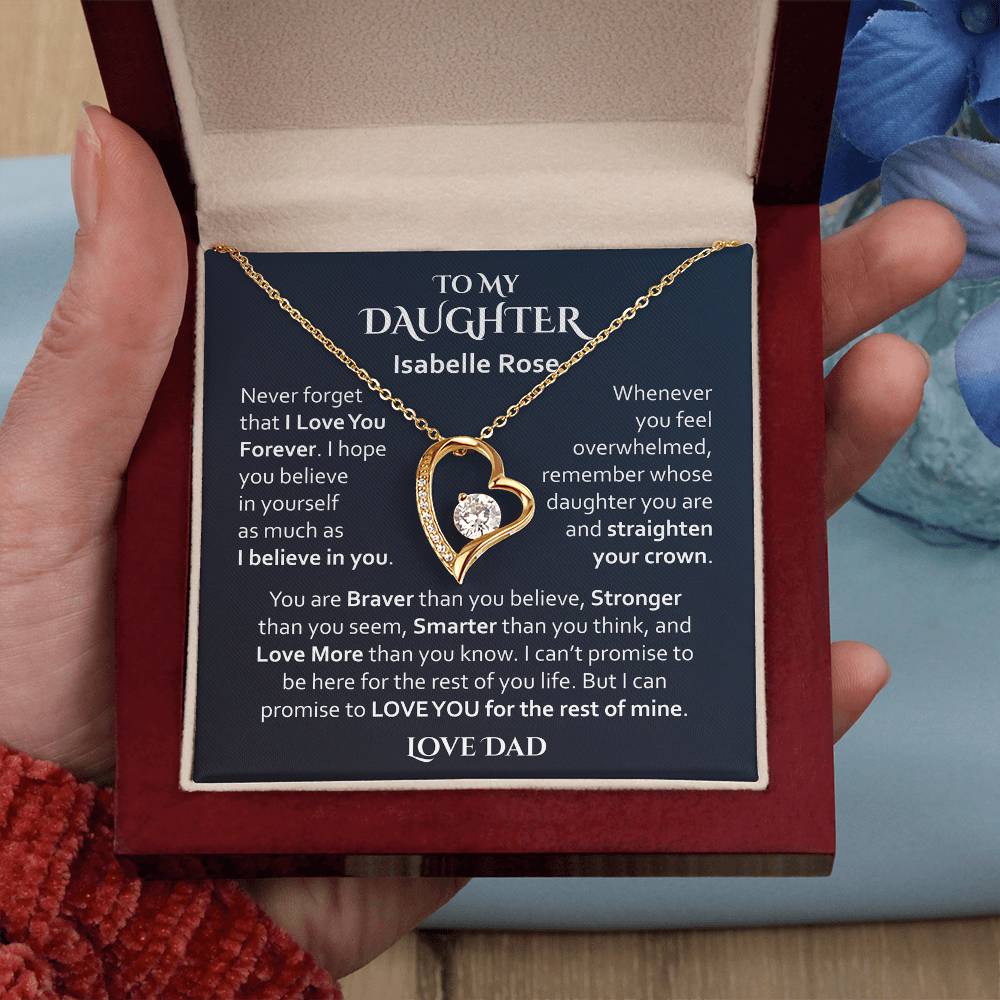 TO MY
DAUGHTER
Isabelle Rose
Never forget
that I Love You
Forever. I hope
you believe
in yourself
as much as
I believe in you.
Whenever
you feel
overwhelmed,
remember whose
daughter you are
and straighten
your crown.
You are Braver than you believe, Stronger
than you seem, Smarter than you think, and
Love More than you know. I can't promise to
be here for the rest of you life. But I can
promise to LOVE YOU for the rest of mine.
LOVE DAD